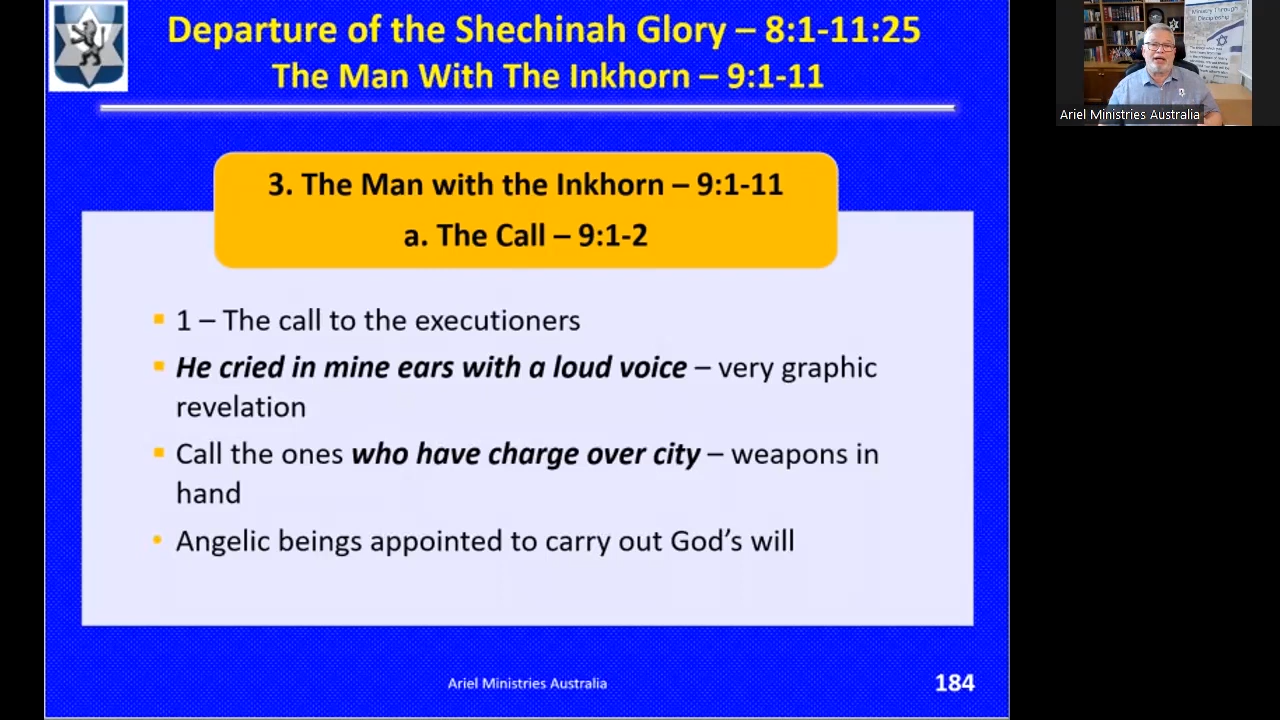 Departure of the Shechinah Glory – 8:1-11:25
The Man With The Inkhorn – 9:1-11
3. The Man with the Inkhorn – 9:1-11
a. The Call – 9:1-2
1 – The call to the executioners
He cried in mine ears with a loud voice – very graphic
revelation
Call the ones who have charge over city – weapons in
hand
Angelic beings appointed to carry out God's will
Ariel Ministries Australia
184
Ministry Through
Discipleship
Ariel Ministries Australia